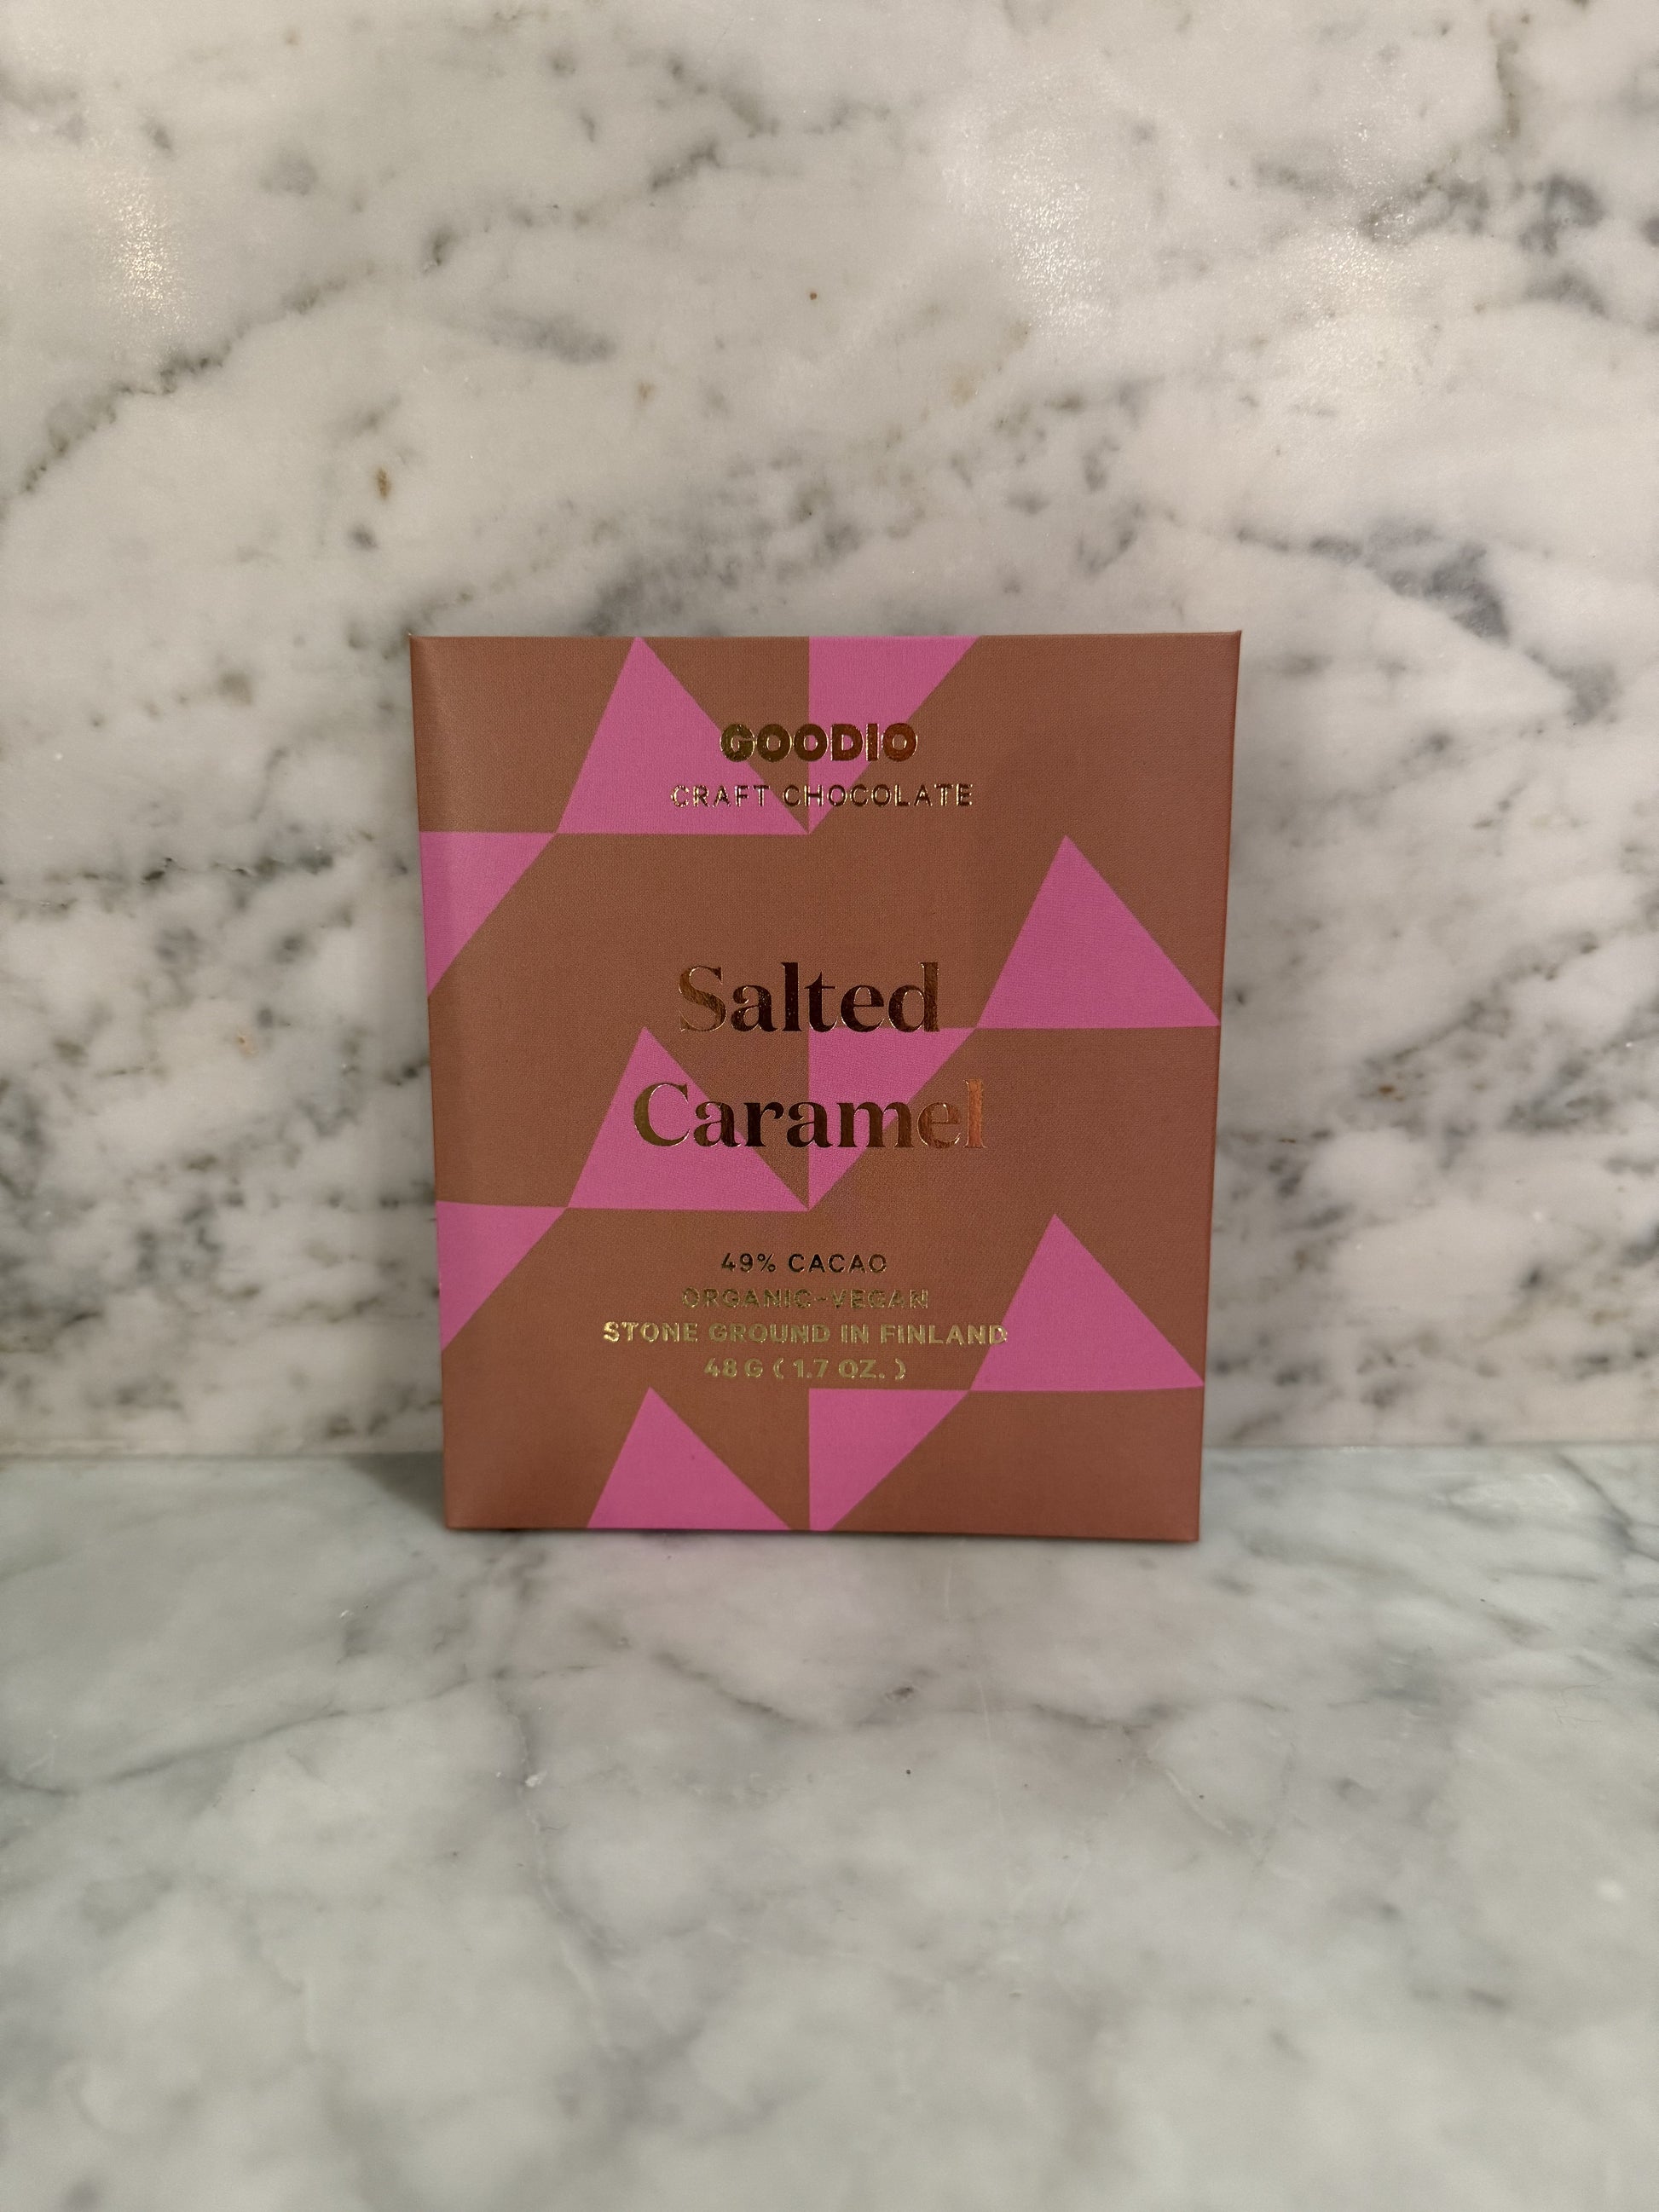 GOODIO
CRAFT CHOCOLATE
Salted
Caramel
49% CACAO
ORGANIC-VEGAN
STONE GROUND IN FINLAND
48 G ( 1.7 OZ. )